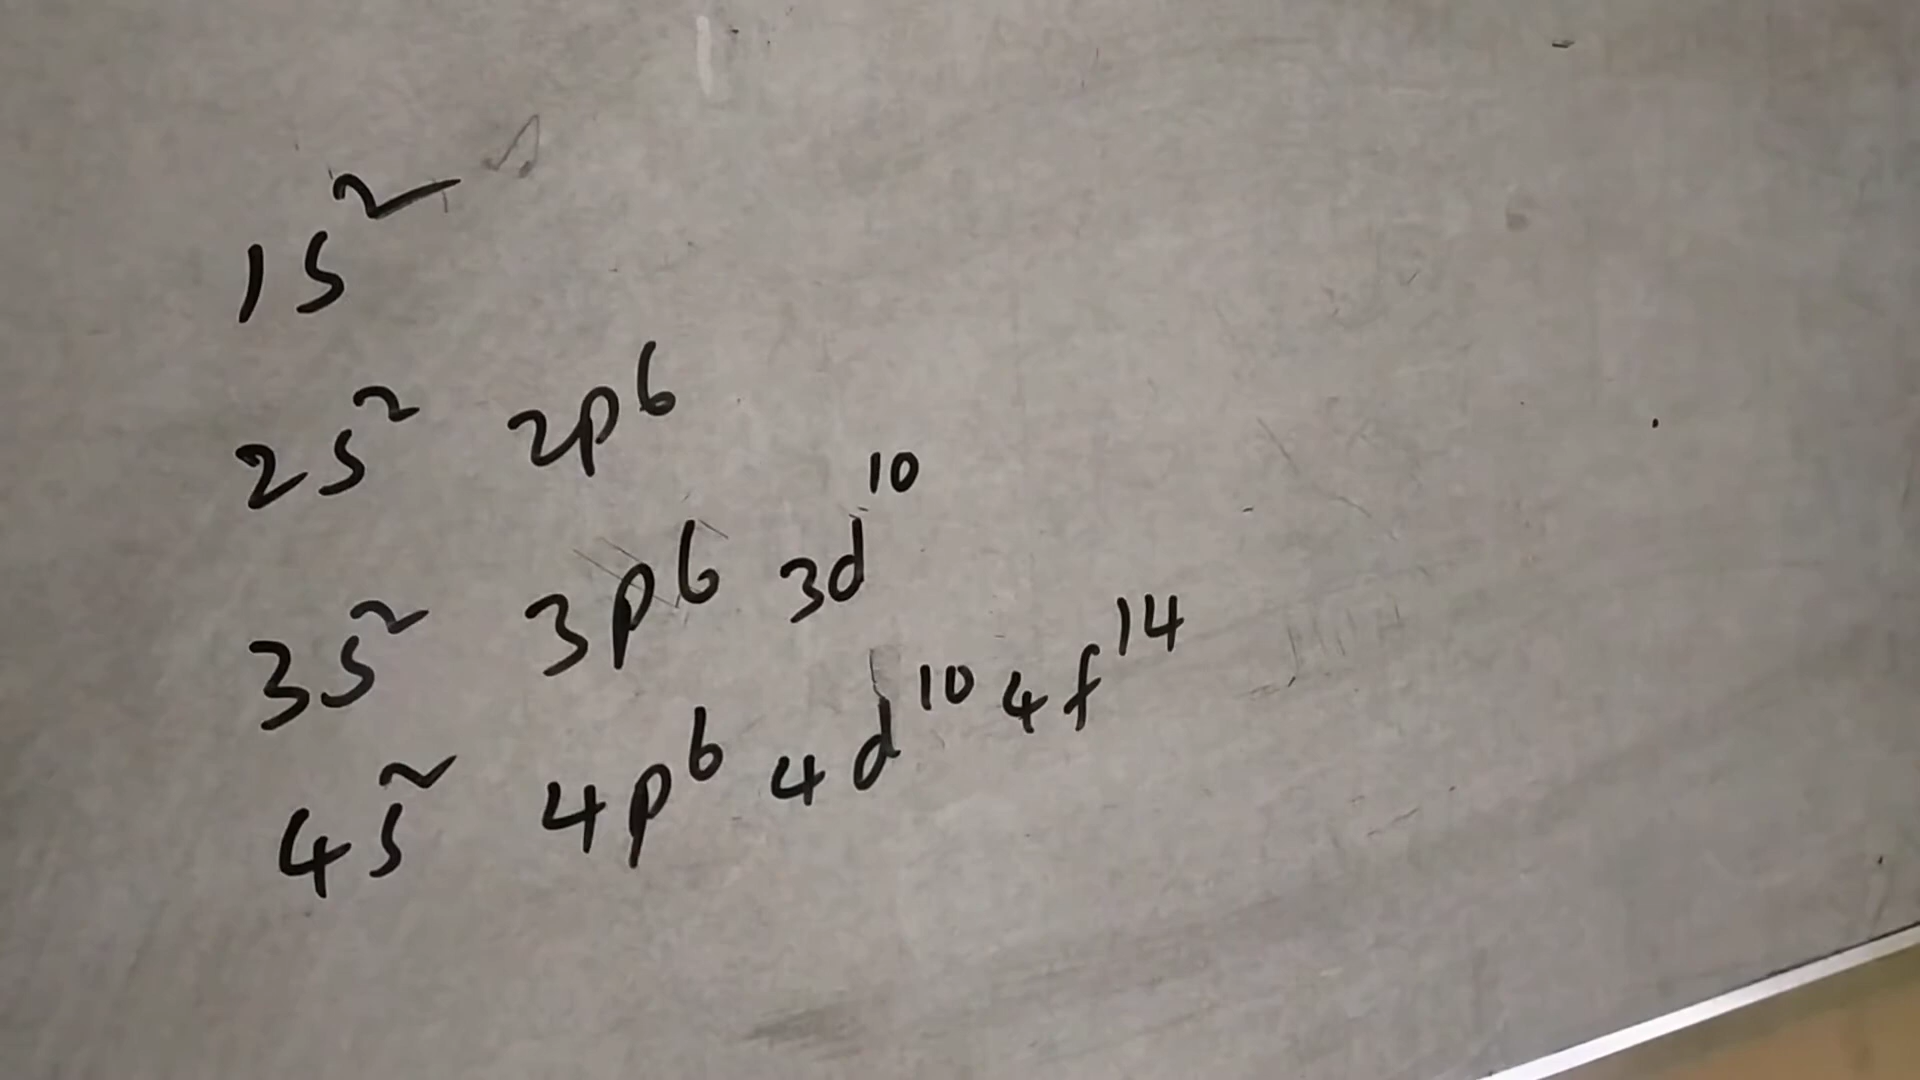 1s²
2s² 2p⁶
3s² 3p⁶ 3d¹⁰
4s² 4p⁶ 4d¹⁰ 4f¹⁴